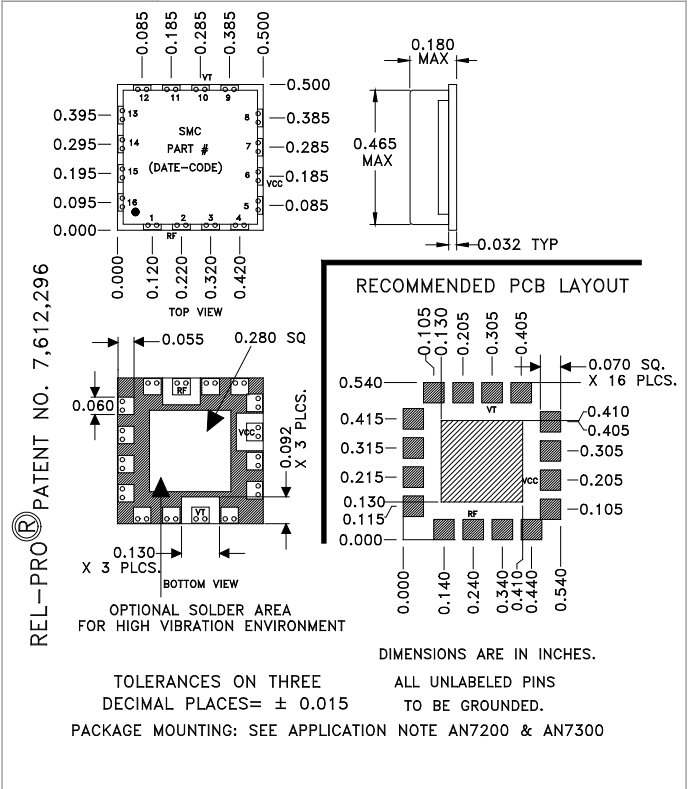 0.085
0.185
0.285
0.385
0.500
VT
12 11 10 9
0.500
0.395
0.295
0.195
0.095
0.000
13
14
15
16
SMC
PART #
(DATE-CODE)
8
7
6
5
VCC
0.385
0.285
0.185
0.085
1 2 3 4
RF
0.000
0.120
0.220
0.320
0.420
TOP VIEW
0.180
MAX
0.465
MAX
0.032 TYP
REL-PRO® PATENT NO. 7,612,296
0.055
0.280 SQ
0.060
RF
VCC
VT
0.092
X 3 PLCS.
0.130
X 3 PLCS.
BOTTOM VIEW
OPTIONAL SOLDER AREA
FOR HIGH VIBRATION ENVIRONMENT
RECOMMENDED PCB LAYOUT
0.105
0.130
0.205
0.305
0.405
0.070 SQ.
X 16 PLCS.
0.540
0.415
0.315
0.215
0.130
0.115
0.000
VT
VCC
RF
0.410
0.405
0.305
0.205
0.105
0.000
0.140
0.240
0.340
0.410
0.440
0.540
DIMENSIONS ARE IN INCHES.
TOLERANCES ON THREE
DECIMAL PLACES= ± 0.015
ALL UNLABELED PINS
TO BE GROUNDED.
PACKAGE MOUNTING: SEE APPLICATION NOTE AN7200 & AN7300